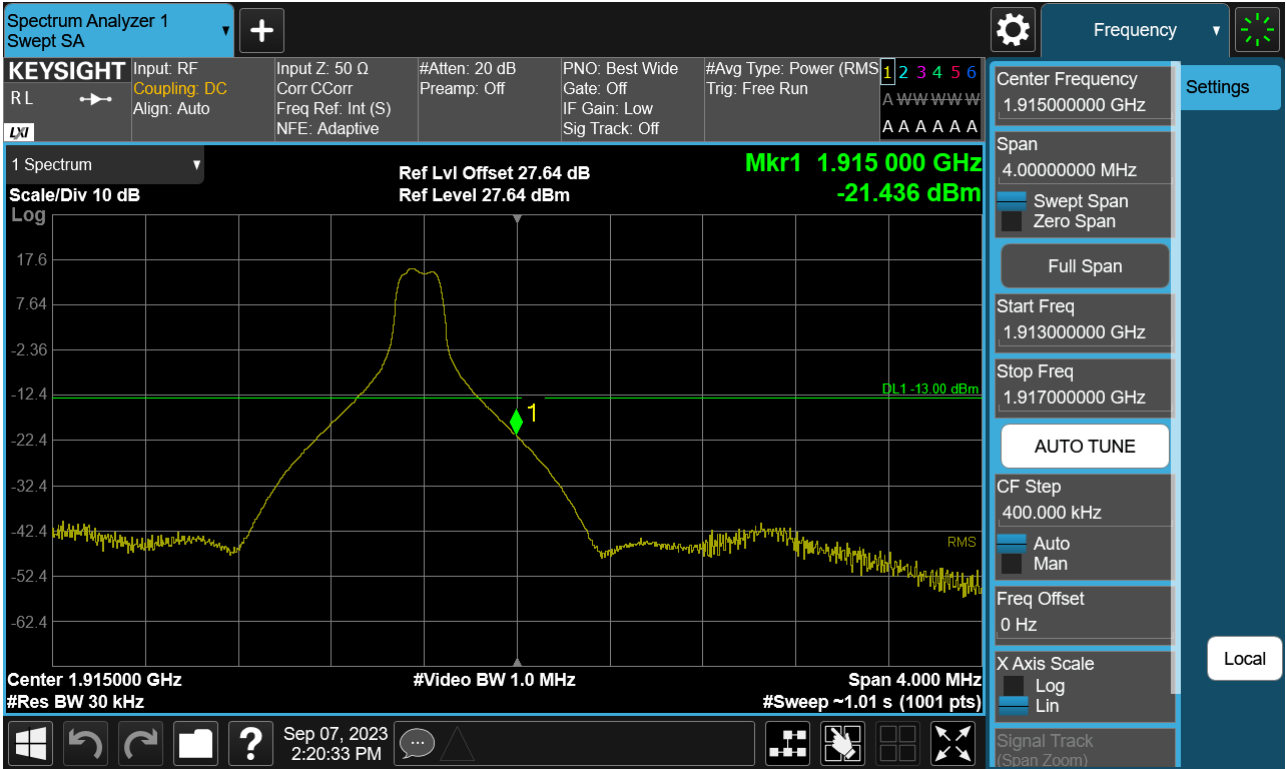 Spectrum Analyzer 1
Swept SA
Frequency
KEYSIGHT
R L
LXI
Input: RF
Coupling: DC
Align: Auto
Input Z: 50 Ω
Corr CCorr
Freq Ref: Int (S)
NFE: Adaptive
#Atten: 20 dB
Preamp: Off
PNO: Best Wide
Gate: Off
IF Gain: Low
Sig Track: Off
#Avg Type: Power (RMS
Trig: Free Run
1 2 3 4 5 6
A W W W W W
A A A A A A
1 Spectrum
Scale/Div 10 dB
Log
Ref Lvl Offset 27.64 dB
Ref Level 27.64 dBm
Mkr1 1.915 000 GHz
-21.436 dBm
17.6
7.64
-2.36
-12.4
-22.4
-32.4
-42.4
-52.4
-62.4
DL1 -13.00 dBm
1
RMS
Center 1.915000 GHz
#Video BW 1.0 MHz
Span 4.000 MHz
#Res BW 30 kHz
#Sweep ~1.01 s (1001 pts)
Center Frequency
1.915000000 GHz
Settings
Span
4.00000000 MHz
Swept Span
Zero Span
Full Span
Start Freq
1.913000000 GHz
Stop Freq
1.917000000 GHz
AUTO TUNE
CF Step
400.000 kHz
Auto
Man
Freq Offset
0 Hz
X Axis Scale
Log
Lin
Local
Signal Track
(Span Zoom)
?
Sep 07, 2023
2:20:33 PM